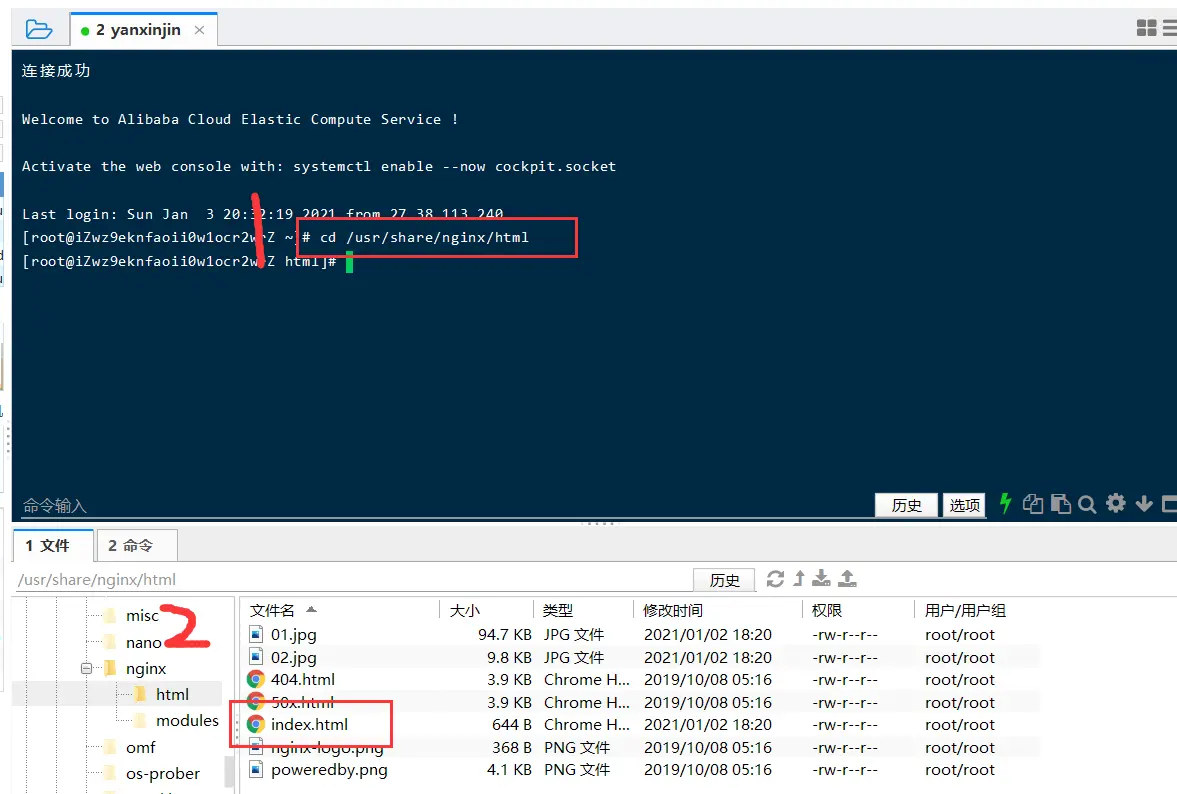 2 yanxinjin ×
连接成功
Welcome to Alibaba Cloud Elastic Compute Service !
Activate the web console with: systemctl enable --now cockpit.socket
Last login: Sun Jan 3 20:32:19 2021 from 27.38.113.240
[root@iZwz9eknfaoii0w1ocr2wrZ ~]# cd /usr/share/nginx/html
[root@iZwz9eknfaoii0w1ocr2wrZ html]#
命令输入 历史 选项
1 文件 2 命令
/usr/share/nginx/html 历史
文件名 大小 类型 修改时间 权限 用户/用户组
misc 2
nano
nginx
html
modules
omf
os-prober
01.jpg 94.7 KB JPG 文件 2021/01/02 18:20 -rw-r--r-- root/root
02.jpg 9.8 KB JPG 文件 2021/01/02 18:20 -rw-r--r-- root/root
404.html 3.9 KB Chrome H... 2019/10/08 05:16 -rw-r--r-- root/root
50x.html 3.9 KB Chrome H... 2019/10/08 05:16 -rw-r--r-- root/root
index.html 644 B Chrome H... 2021/01/02 18:20 -rw-r--r-- root/root
nginx-logo.png 368 B PNG 文件 2019/10/08 05:16 -rw-r--r-- root/root
poweredby.png 4.1 KB PNG 文件 2019/10/08 05:16 -rw-r--r-- root/root